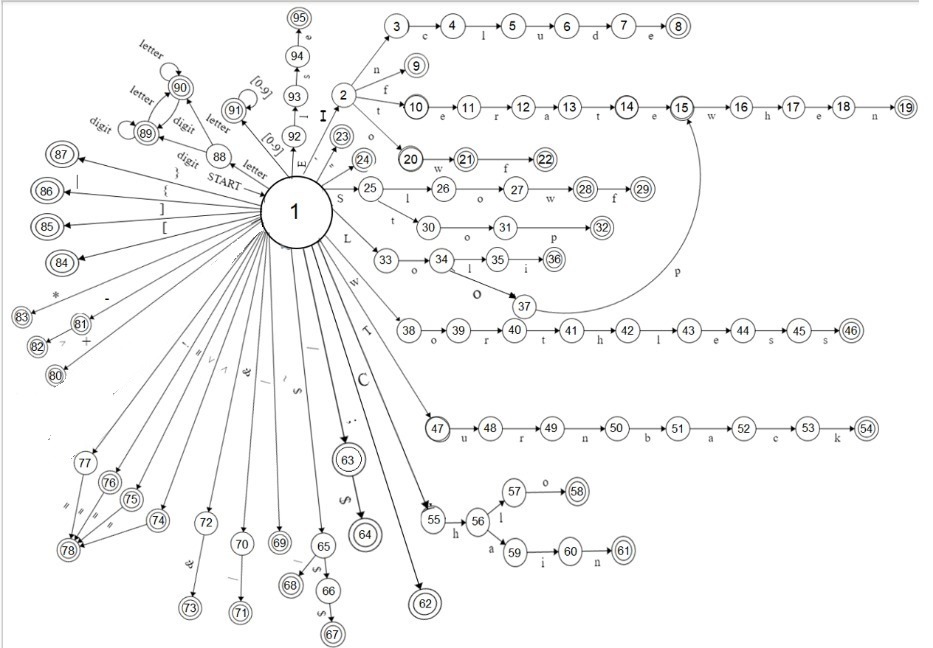 95
e
94
s
93
l
92
E
3 c 4 l 5 u 6 d 7 e 8
n
2
f
9
t
I
10 e 11 r 12 a 13 t 14 e 15 w 16 h 17 e 18 n 19
o
20 w 21 f 22
23
'
24
"
S 25 l 26 o 27 w 28 f 29
t
30 o 31 p 32
L
33 o 34 l 35 i 36
O
37
p
w
38 o 39 r 40 t 41 h 42 l 43 e 44 s 45 s 46
T
47 u 48 r 49 n 50 b 51 a 52 c 53 k 54
C
55 h 56 l 57 o 58
a
59 i 60 n 61
62
;
63
$
64
/
65
/
68
$
66
$
67
$
~
69
|
70
|
71
&
72
&
73
>
74
<
75
=
76
!
77
= = = =
78
+
80
-
81
>
82
*
83
[
84
]
85
{
86
}
87
START
1
letter
88
digit
89
digit
letter
90
letter
letter
[0-9]
91
[0-9]